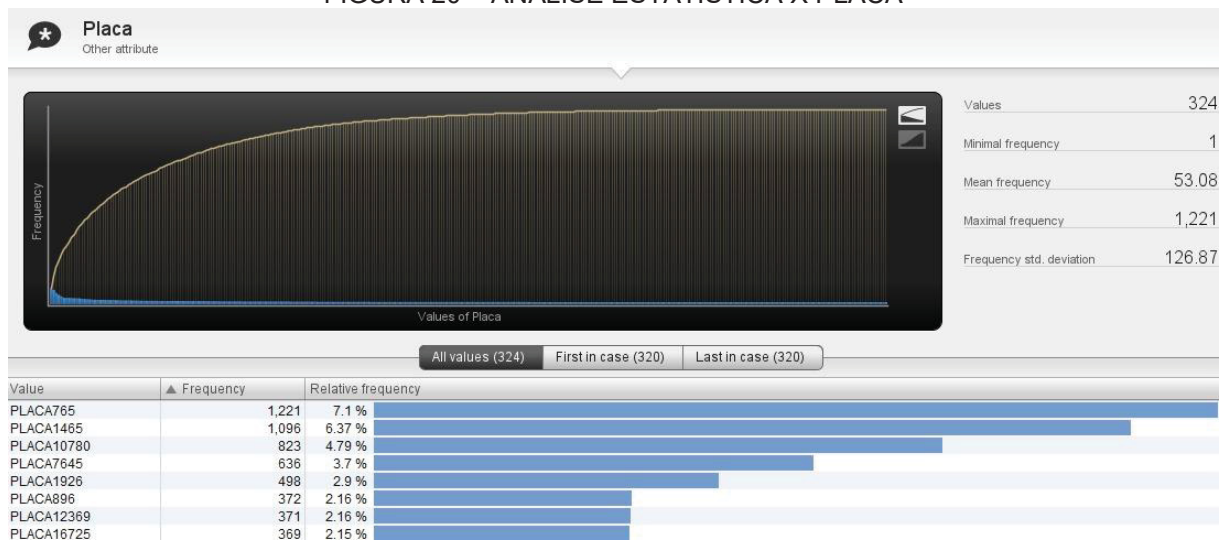 Placa
Other attribute
Frequency
Values of Placa
Values 324
Minimal frequency 1
Mean frequency 53.08
Maximal frequency 1,221
Frequency std. deviation 126.87
All values (324) First in case (320) Last in case (320)
Value ▲ Frequency Relative frequency
PLACA765 1,221 7.1 %
PLACA1465 1,096 6.37 %
PLACA10780 823 4.79 %
PLACA7645 636 3.7 %
PLACA1926 498 2.9 %
PLACA896 372 2.16 %
PLACA12369 371 2.16 %
PLACA16725 369 2.15 %